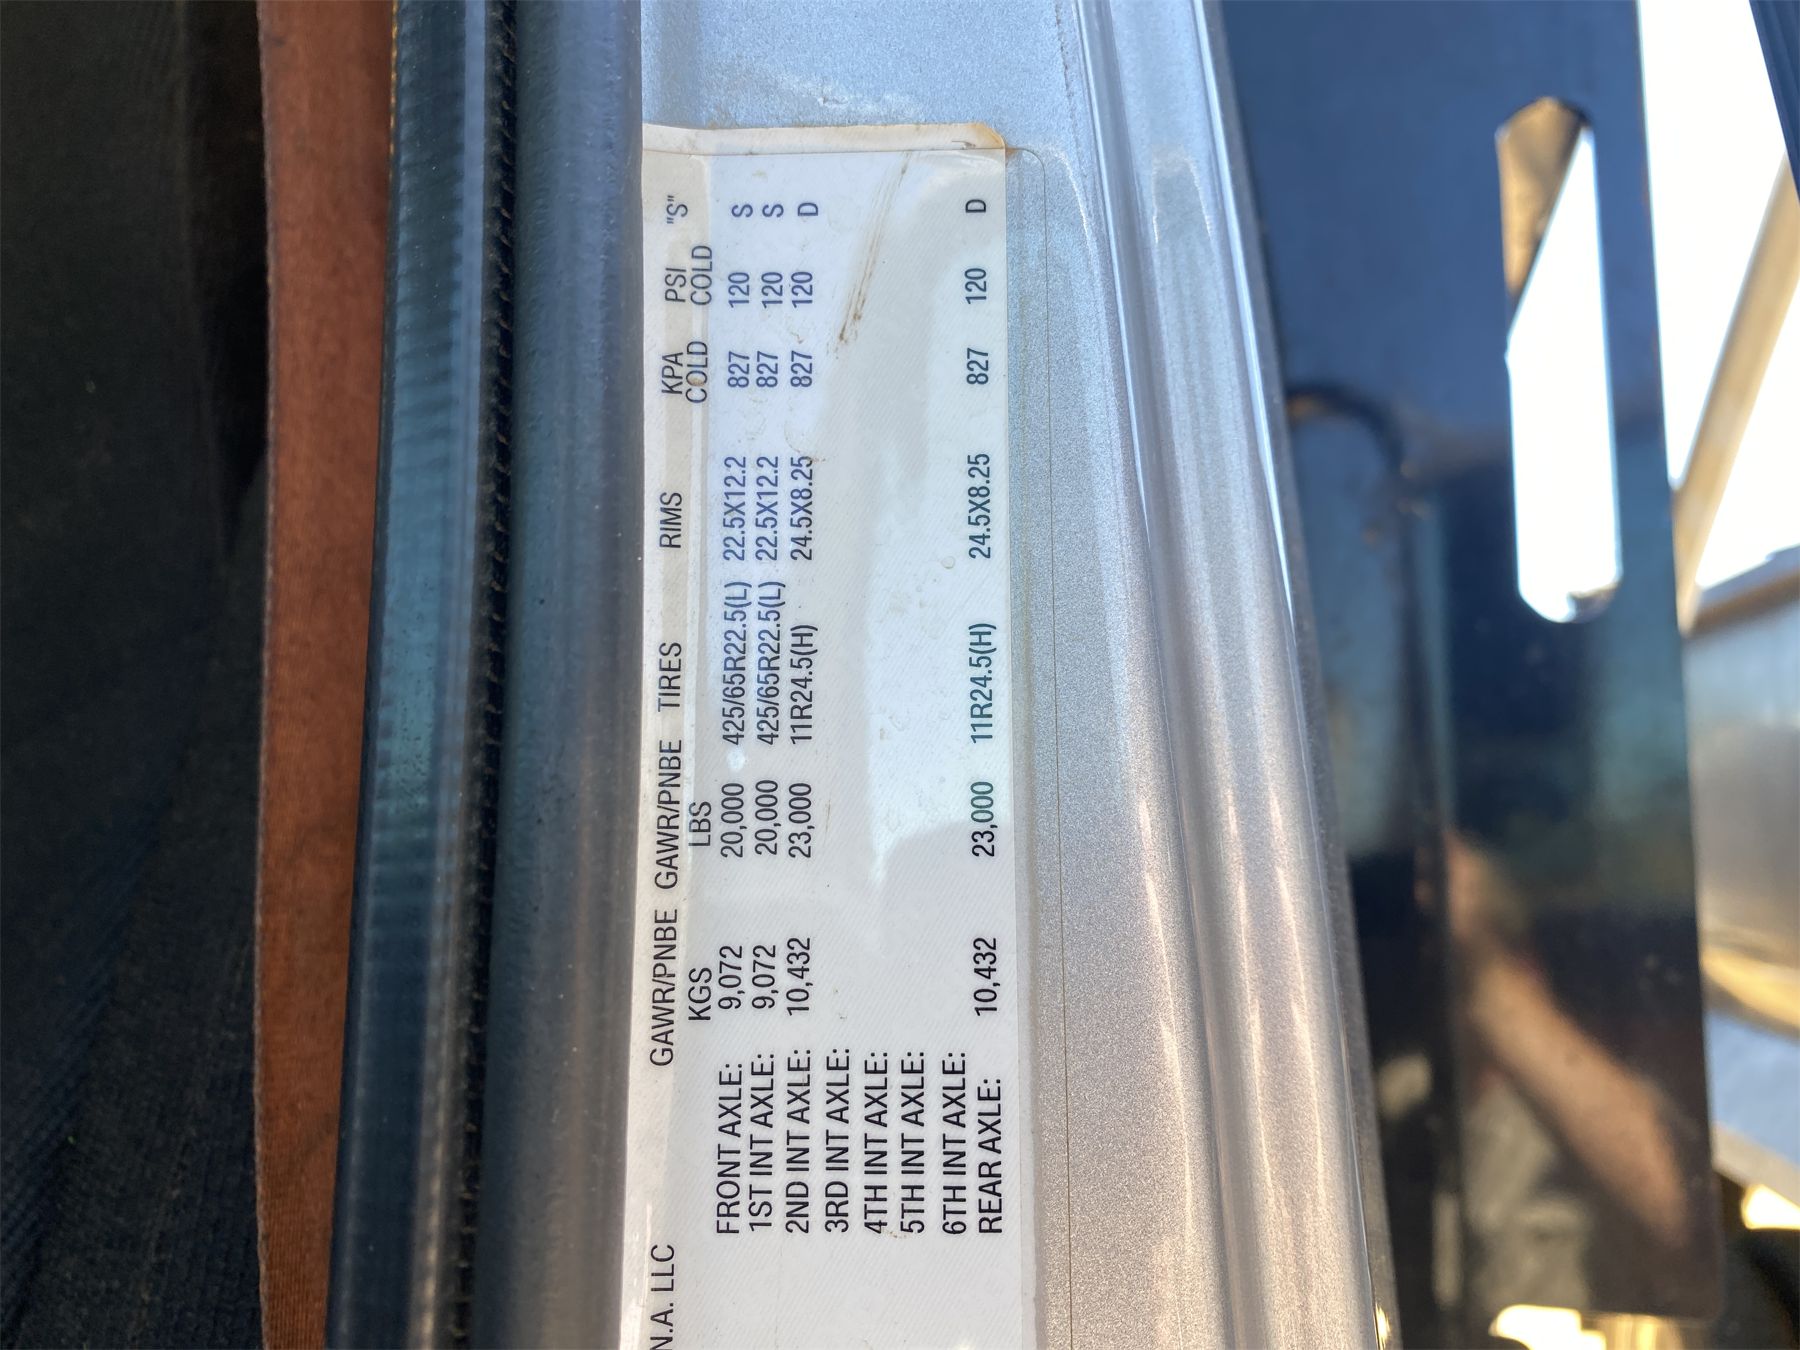 N.A. LLC
GAWR/PNBE GAWR/PNBE TIRES RIMS KPA PSI "S"
KGS LBS COLD COLD
FRONT AXLE: 9,072 20,000 425/65R22.5(L) 22.5X12.2 827 120 S
1ST INT AXLE: 9,072 20,000 425/65R22.5(L) 22.5X12.2 827 120 S
2ND INT AXLE: 10,432 23,000 11R24.5(H) 24.5X8.25 827 120 D
3RD INT AXLE:
4TH INT AXLE:
5TH INT AXLE:
6TH INT AXLE:
REAR AXLE: 10,432 23,000 11R24.5(H) 24.5X8.25 827 120 D